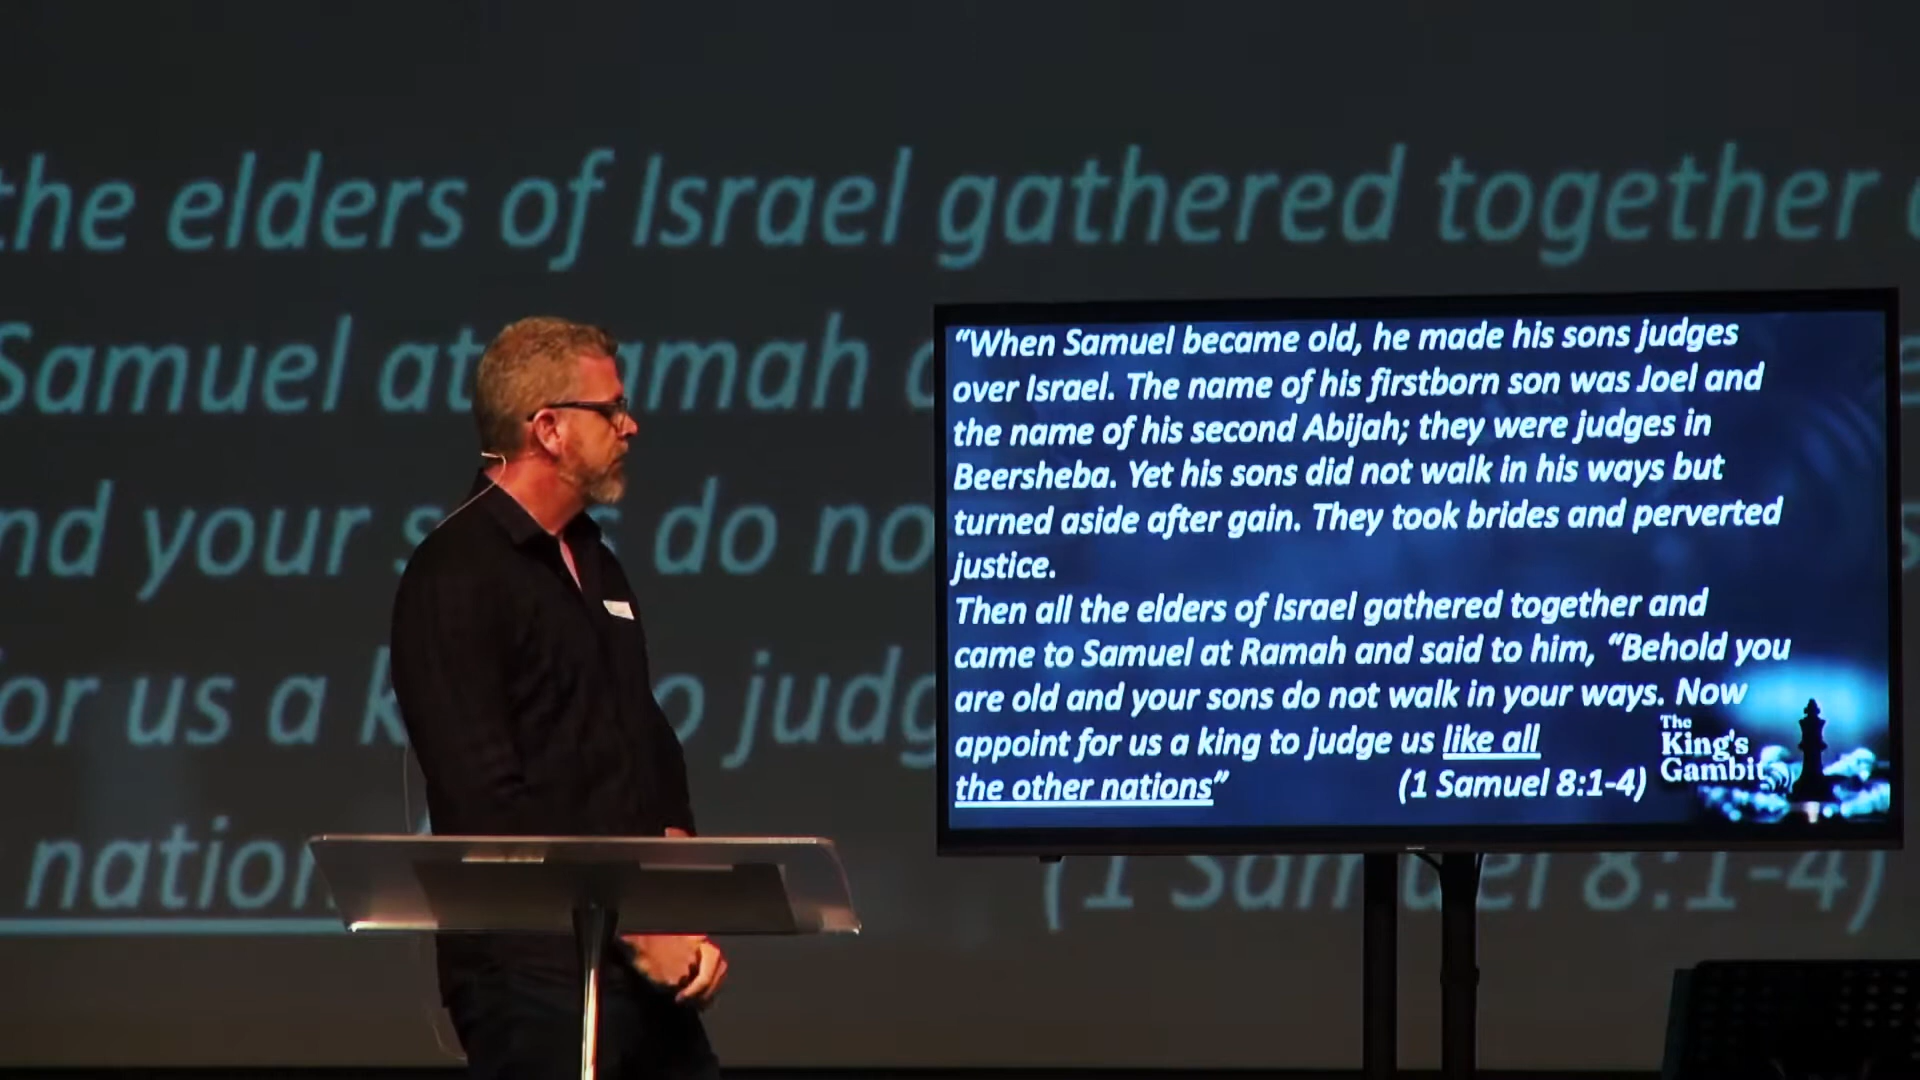 the elders of Israel gathered together
Samuel at amah
nd your s do no
for us a k o judg
nation
(1 Samuel 8:1-4)
“When Samuel became old, he made his sons judges
over Israel. The name of his firstborn son was Joel and
the name of his second Abijah; they were judges in
Beersheba. Yet his sons did not walk in his ways but
turned aside after gain. They took brides and perverted
justice.
Then all the elders of Israel gathered together and
came to Samuel at Ramah and said to him, “Behold you
are old and your sons do not walk in your ways. Now
appoint for us a king to judge us like all
the other nations”
(1 Samuel 8:1-4)
The
King's
Gambit